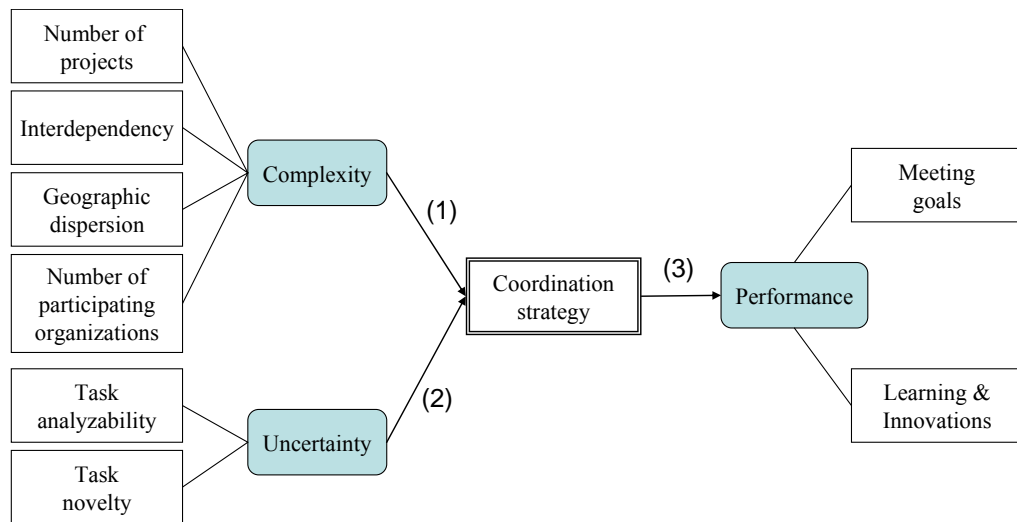 Number of
projects
Interdependency
Geographic
dispersion
Number of
participating
organizations
Task
analyzability
Task
novelty
Complexity
Uncertainty
(1)
(2)
Coordination
strategy
(3)
Performance
Meeting
goals
Learning &
Innovations